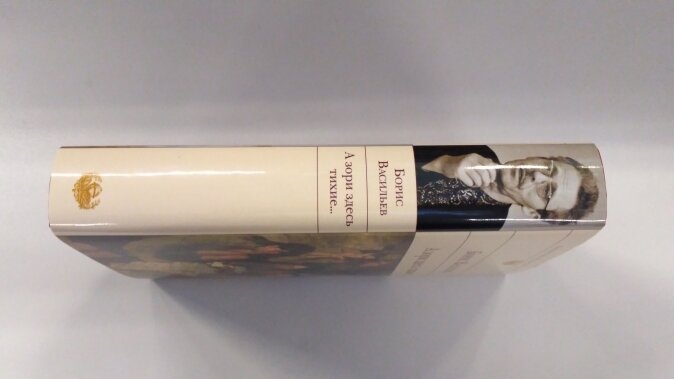 Борис
Васильев
А зори здесь
тихие...